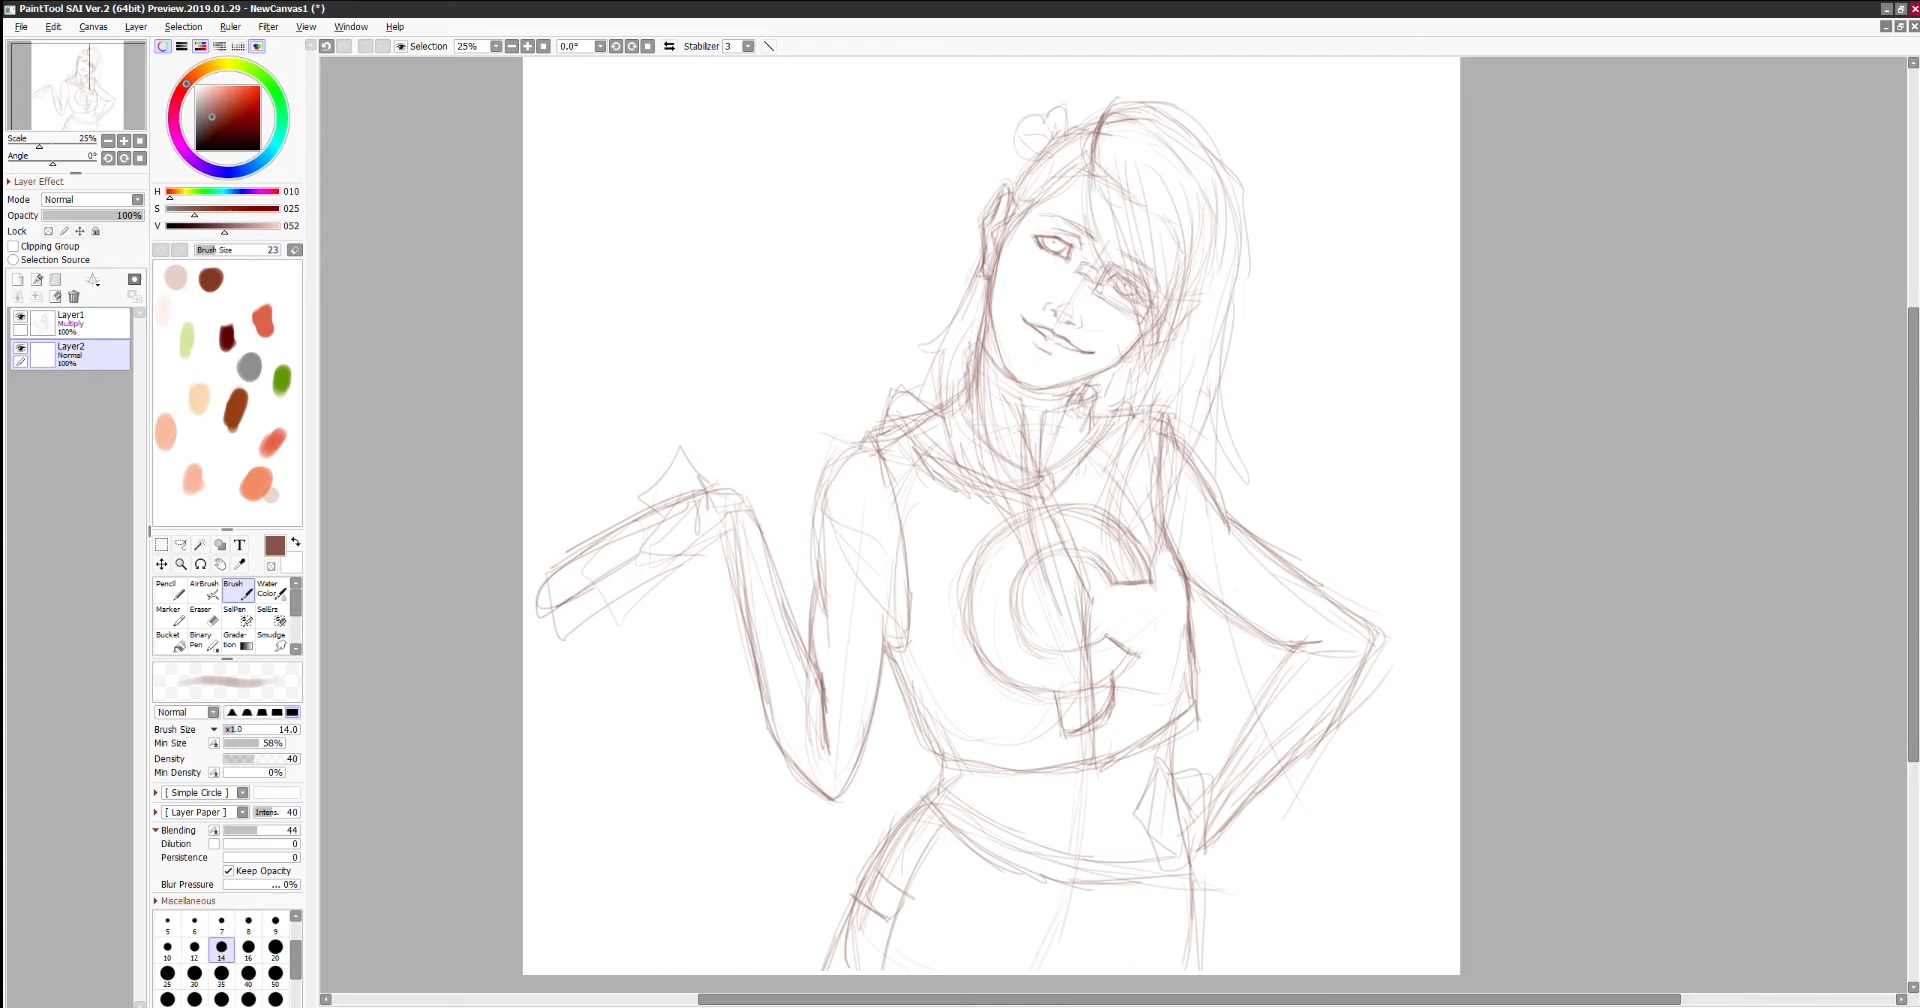 PaintTool SAI Ver.2 (64bit) Preview.2019.01.29 - NewCanvas1 (*)
File Edit Canvas Layer Selection Ruler Filter View Window Help
Selection 25% 0.0° Stabilizer 3
Scale 25%
Angle 0°
Layer Effect
Mode Normal
Opacity 100%
Lock
Clipping Group
Selection Source
Layer1
Multiply
100%
Layer2
Normal
100%
H 010
S 025
V 052
Brush Size 23
T
Pencil AirBrush Brush Water Color
Marker Eraser SelPen SelErs
Bucket Binary Pen Grada-tion Smudge
Normal
Brush Size x1.0 14.0
Min Size 58%
Density 40
Min Density 0%
[ Simple Circle ]
[ Layer Paper ] Intens. 40
Blending 44
Dilution 0
Persistence 0
Keep Opacity
Blur Pressure ... 0%
Miscellaneous
5 6 7 8 9
10 12 14 16 20
25 30 35 40 50